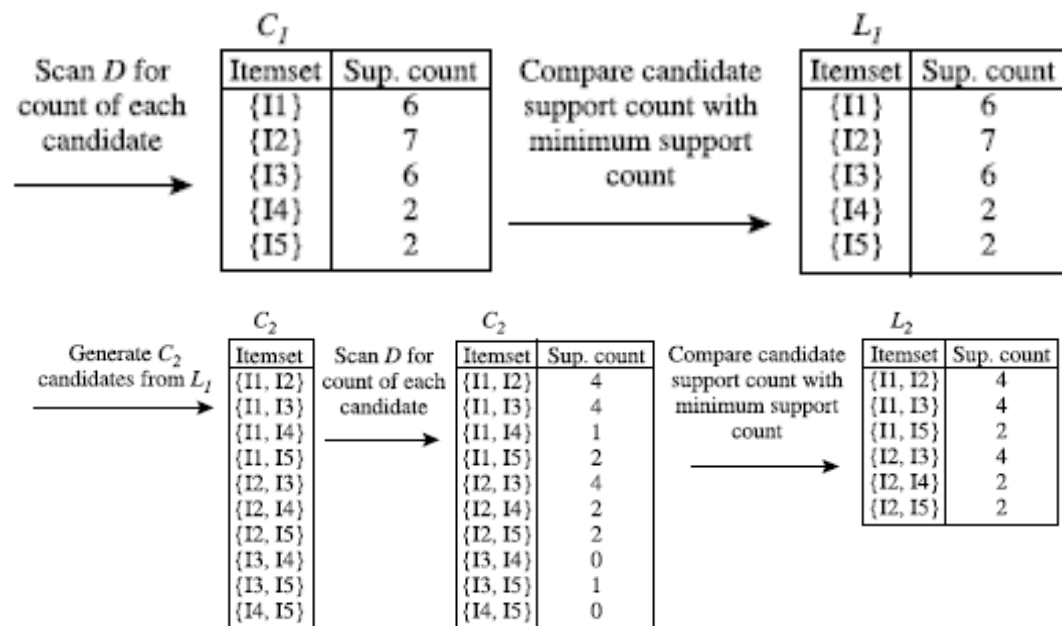 C1
L1
Scan D for
count of each
candidate
Itemset Sup. count
{I1} 6
{I2} 7
{I3} 6
{I4} 2
{I5} 2
Compare candidate
support count with
minimum support
count
Itemset Sup. count
{I1} 6
{I2} 7
{I3} 6
{I4} 2
{I5} 2
Generate C2
candidates from L1
C2
Itemset
{I1, I2}
{I1, I3}
{I1, I4}
{I1, I5}
{I2, I3}
{I2, I4}
{I2, I5}
{I3, I4}
{I3, I5}
{I4, I5}
Scan D for
count of each
candidate
C2
Itemset Sup. count
{I1, I2} 4
{I1, I3} 4
{I1, I4} 1
{I1, I5} 2
{I2, I3} 4
{I2, I4} 2
{I2, I5} 2
{I3, I4} 0
{I3, I5} 1
{I4, I5} 0
Compare candidate
support count with
minimum support
count
L2
Itemset Sup. count
{I1, I2} 4
{I1, I3} 4
{I1, I5} 2
{I2, I3} 4
{I2, I4} 2
{I2, I5} 2